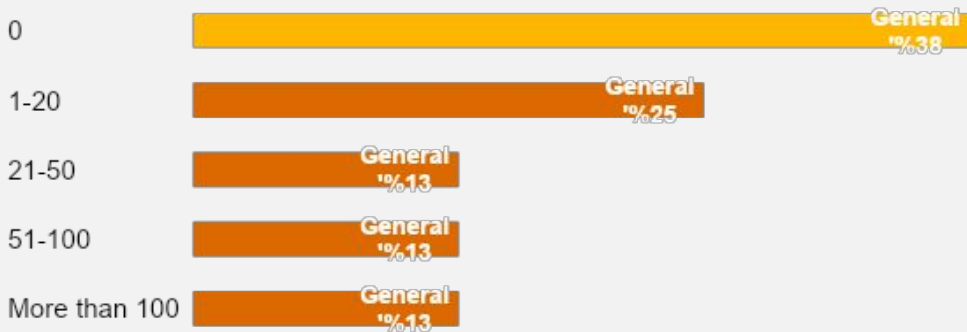 0
General
'%38
1-20
General
'%25
21-50
General
'%13
51-100
General
'%13
More than 100
General
'%13